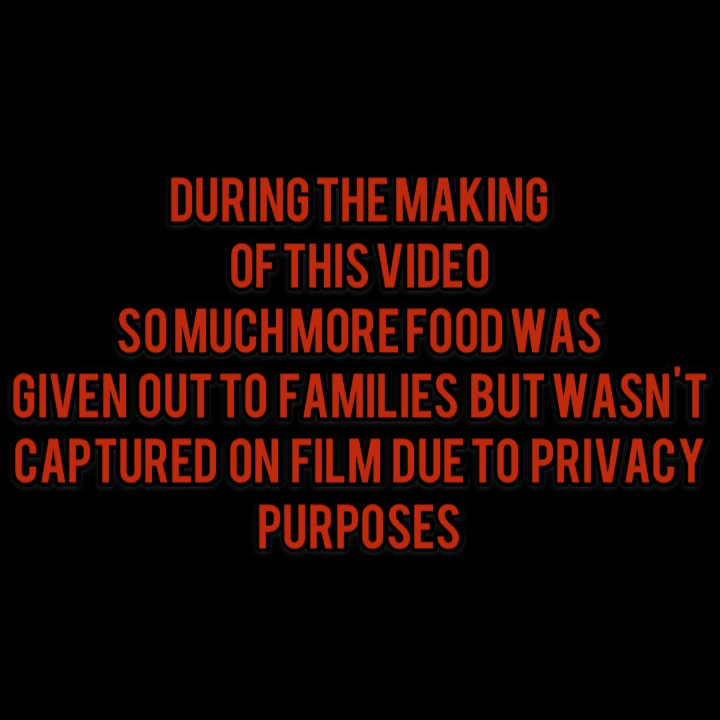 DURING THE MAKING
OF THIS VIDEO
SO MUCH MORE FOOD WAS
GIVEN OUT TO FAMILIES BUT WASN'T
CAPTURED ON FILM DUE TO PRIVACY
PURPOSES